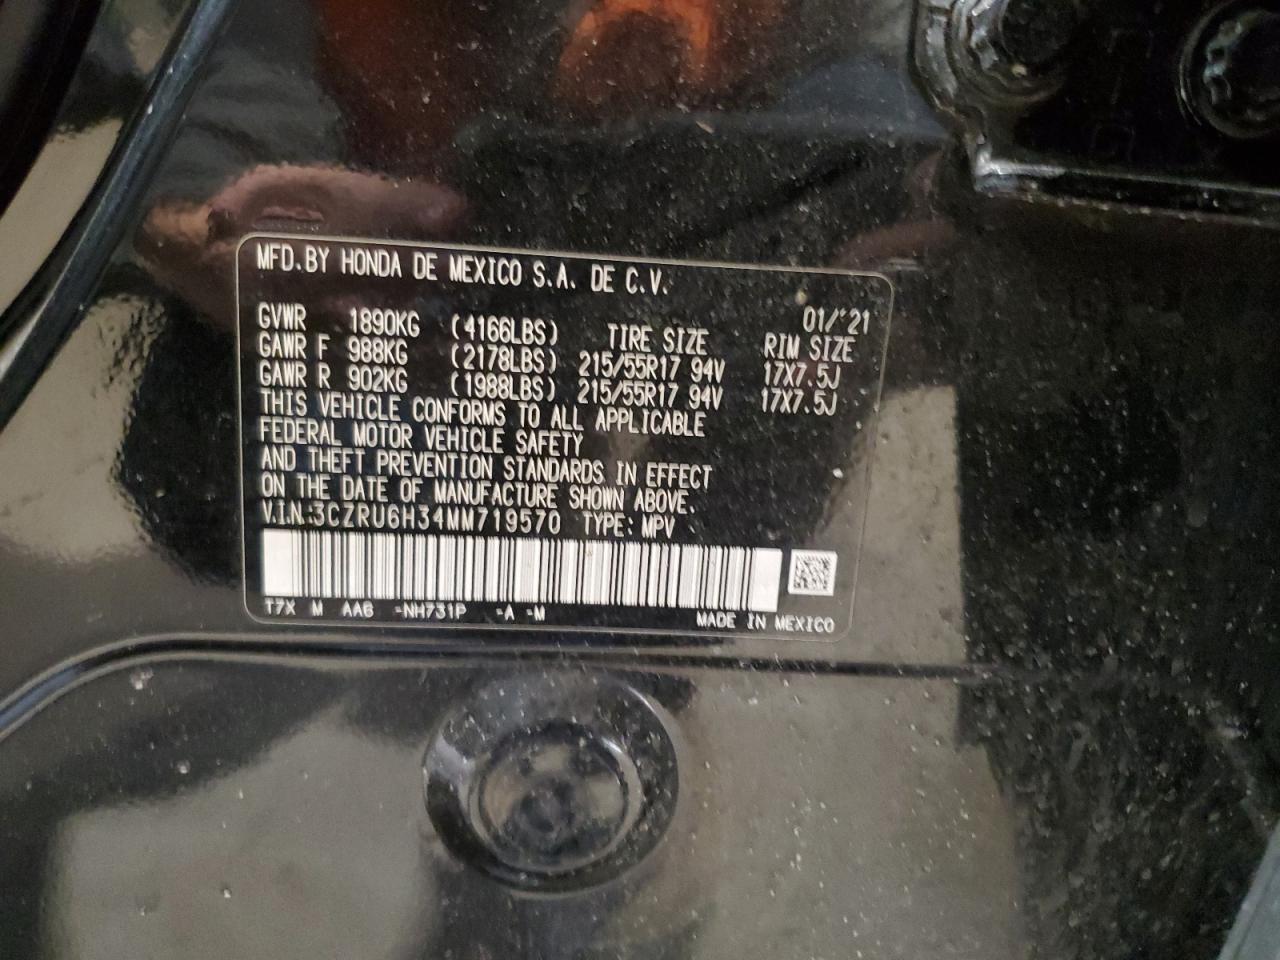 MFD.BY HONDA DE MEXICO S.A. DE C.V.
01/'21
GVWR 1890KG (4166LBS) TIRE SIZE RIM SIZE
GAWR F 988KG (2178LBS) 215/55R17 94V 17X7.5J
GAWR R 902KG (1988LBS) 215/55R17 94V 17X7.5J
THIS VEHICLE CONFORMS TO ALL APPLICABLE
FEDERAL MOTOR VEHICLE SAFETY
AND THEFT PREVENTION STANDARDS IN EFFECT
ON THE DATE OF MANUFACTURE SHOWN ABOVE.
V.I.N:3CZRU6H34MM719570 TYPE: MPV
T7X M AA6 -NH731P -A -M MADE IN MEXICO